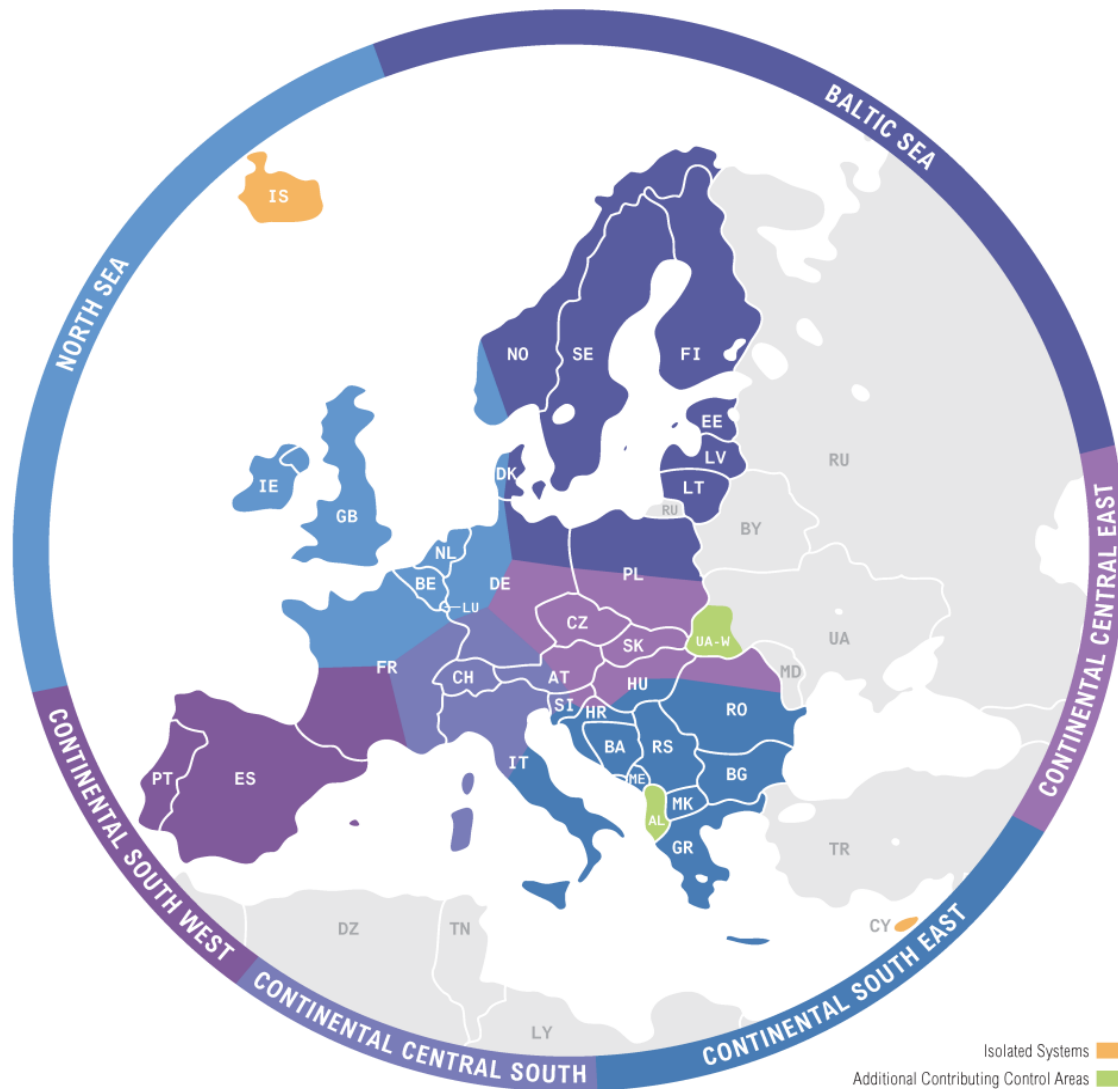 BALTIC SEA
NORTH SEA
CONTINENTAL CENTRAL EAST
CONTINENTAL SOUTH WEST
CONTINENTAL CENTRAL SOUTH
CONTINENTAL SOUTH EAST
IS
NO
SE
FI
EE
RU
DK
LV
IE
LT
GB
RU
BY
NL
PL
BE
DE
LU
CZ
UA-W
UA
SK
FR
CH
AT
HU
MD
SI
HR
RO
BA
RS
IT
PT
ES
ME
BG
MK
AL
GR
TR
CY
DZ
TN
LY
Isolated Systems
Additional Contributing Control Areas